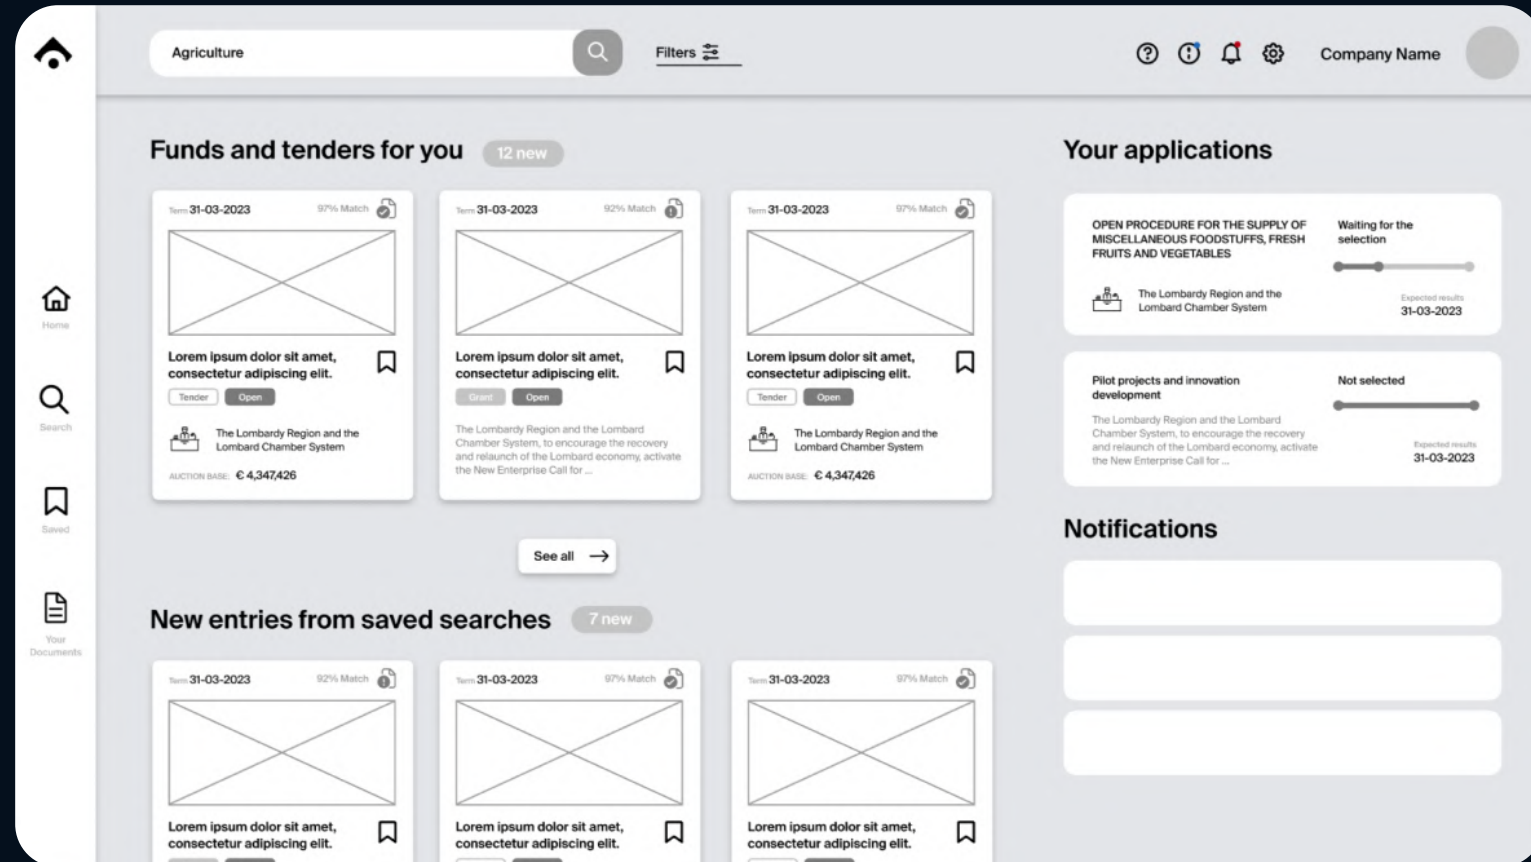 Agriculture
Filters
Company Name
Home
Search
Saved
Your
Documents
Funds and tenders for you
12 new
Term 31-03-2023
97% Match
Lorem ipsum dolor sit amet,
consectetur adipiscing elit.
Tender
Open
The Lombardy Region and the
Lombard Chamber System
AUCTION BASE: € 4,347,426
Term 31-03-2023
92% Match
Lorem ipsum dolor sit amet,
consectetur adipiscing elit.
Grant
Open
The Lombardy Region and the Lombard
Chamber System, to encourage the recovery
and relaunch of the Lombard economy, activate
the New Enterprise Call for ...
Term 31-03-2023
97% Match
Lorem ipsum dolor sit amet,
consectetur adipiscing elit.
Tender
Open
The Lombardy Region and the
Lombard Chamber System
AUCTION BASE: € 4,347,426
See all
New entries from saved searches
7 new
Term 31-03-2023
92% Match
Lorem ipsum dolor sit amet,
consectetur adipiscing elit.
Term 31-03-2023
97% Match
Lorem ipsum dolor sit amet,
consectetur adipiscing elit.
Term 31-03-2023
97% Match
Lorem ipsum dolor sit amet,
consectetur adipiscing elit.
Your applications
OPEN PROCEDURE FOR THE SUPPLY OF
MISCELLANEOUS FOODSTUFFS, FRESH
FRUITS AND VEGETABLES
Waiting for the
selection
The Lombardy Region and the
Lombard Chamber System
Expected results
31-03-2023
Pilot projects and innovation
development
Not selected
The Lombardy Region and the Lombard
Chamber System, to encourage the recovery
and relaunch of the Lombard economy, activate
the New Enterprise Call for ...
Expected results
31-03-2023
Notifications